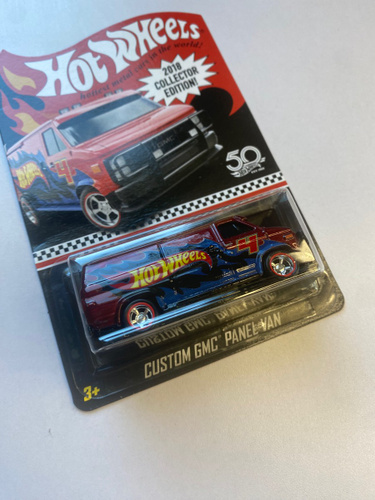 HOT WHEELS
2018
COLLECTOR
EDITION!
50
HOT WHEELS
CUSTOM GMC® PANEL VAN
3+